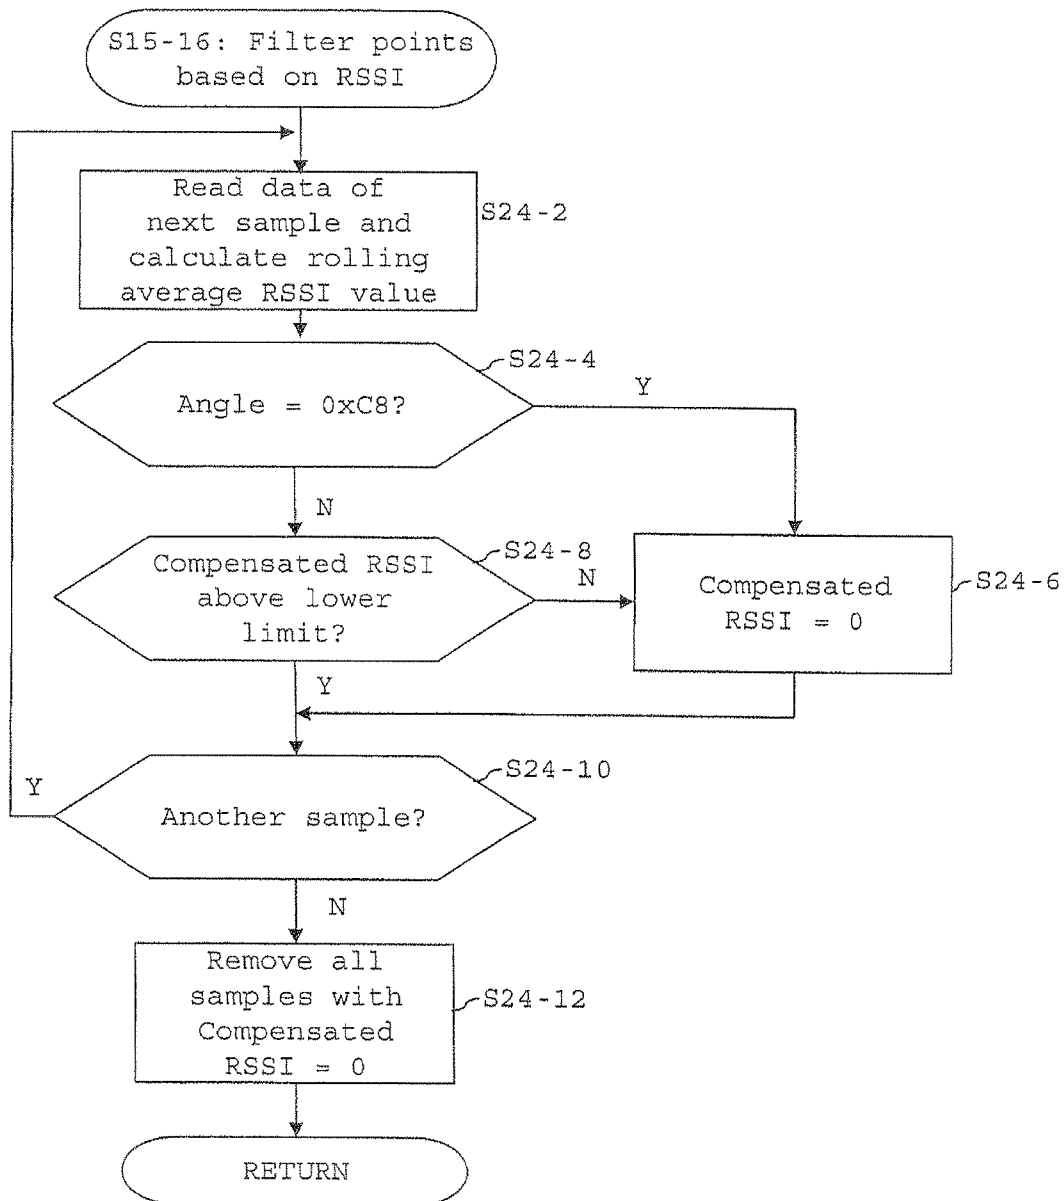 S15-16: Filter points
based on RSSI
Read data of
next sample and
calculate rolling
average RSSI value
S24-2
S24-4
Angle = 0xC8?
Y
N
S24-8
Compensated RSSI
above lower
limit?
N
Compensated
RSSI = 0
S24-6
Y
S24-10
Y
Another sample?
N
Remove all
samples with
Compensated
RSSI = 0
S24-12
RETURN